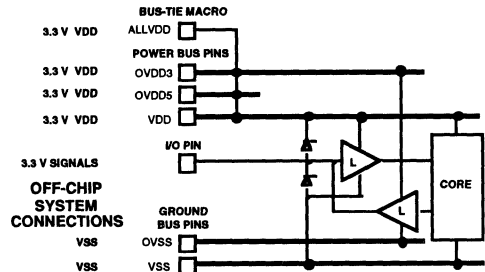 BUS-TIE MACRO
3.3 V VDD ALLVDD
POWER BUS PINS
3.3 V VDD OVDD3
3.3 V VDD OVDD5
3.3 V VDD VDD
I/O PIN
3.3 V SIGNALS
L
CORE
OFF-CHIP
SYSTEM
CONNECTIONS
GROUND
BUS PINS
L
VSS OVSS
VSS VSS